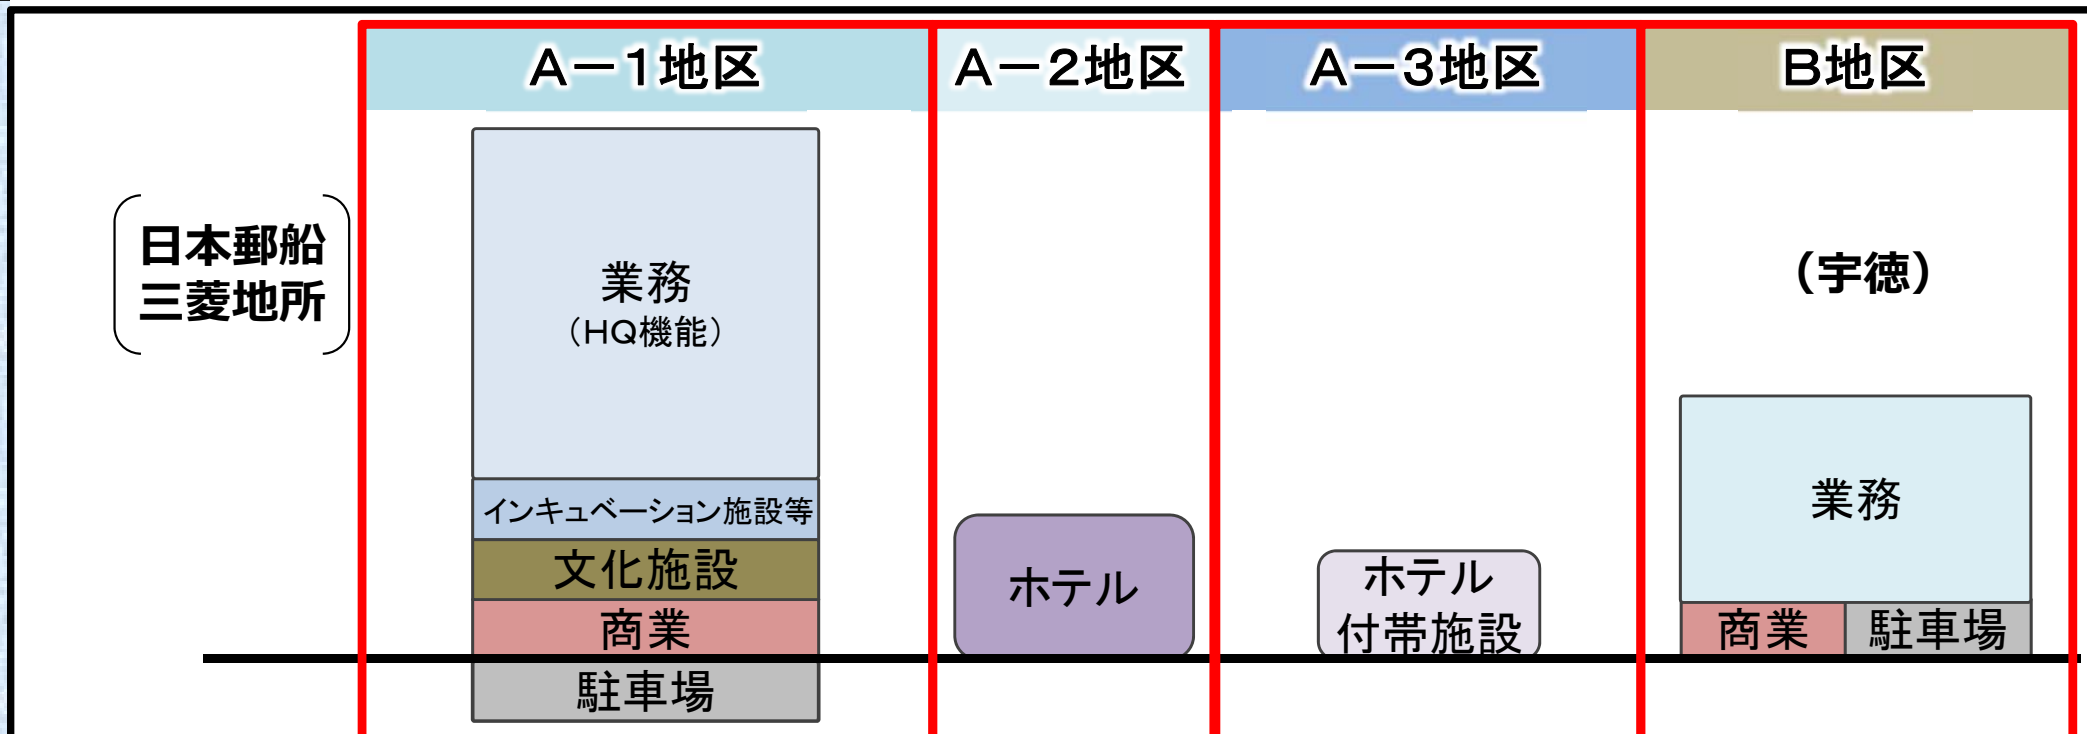 A－1地区
A－2地区
A－3地区
B地区
日本郵船
三菱地所
業務
（HQ機能）
インキュベーション施設等
文化施設
商業
駐車場
ホテル
ホテル
付帯施設
（宇徳）
業務
商業
駐車場